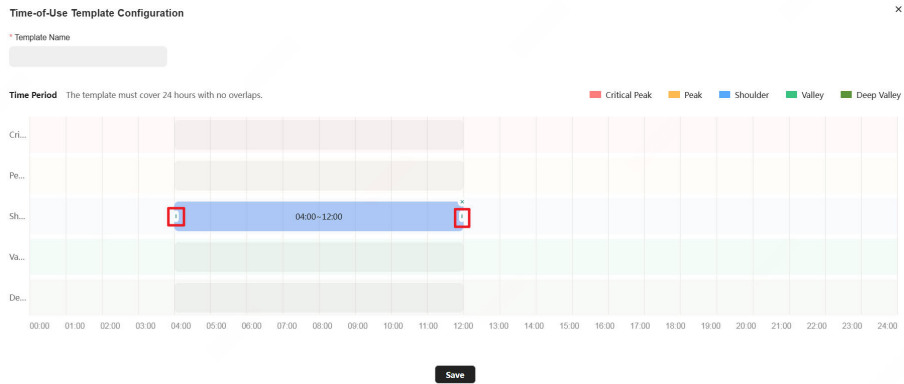 Time-of-Use Template Configuration
×
* Template Name
Time Period The template must cover 24 hours with no overlaps.
Critical Peak Peak Shoulder Valley Deep Valley
Cri...
Pe...
Sh...
×
04:00~12:00
Va...
De...
00:00 01:00 02:00 03:00 04:00 05:00 06:00 07:00 08:00 09:00 10:00 11:00 12:00 13:00 14:00 15:00 16:00 17:00 18:00 19:00 20:00 21:00 22:00 23:00 24:00
Save